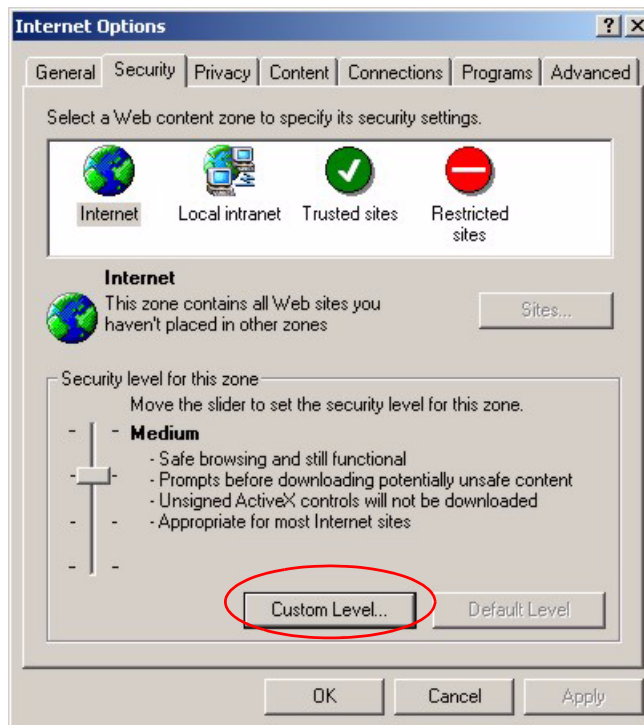 Internet Options
General Security Privacy Content Connections Programs Advanced
Select a Web content zone to specify its security settings.
Internet Local intranet Trusted sites Restricted
sites
Internet
This zone contains all Web sites you
haven't placed in other zones
Sites...
Security level for this zone
Move the slider to set the security level for this zone.
Medium
- Safe browsing and still functional
- Prompts before downloading potentially unsafe content
- Unsigned ActiveX controls will not be downloaded
- Appropriate for most Internet sites
Custom Level... Default Level
OK Cancel Apply